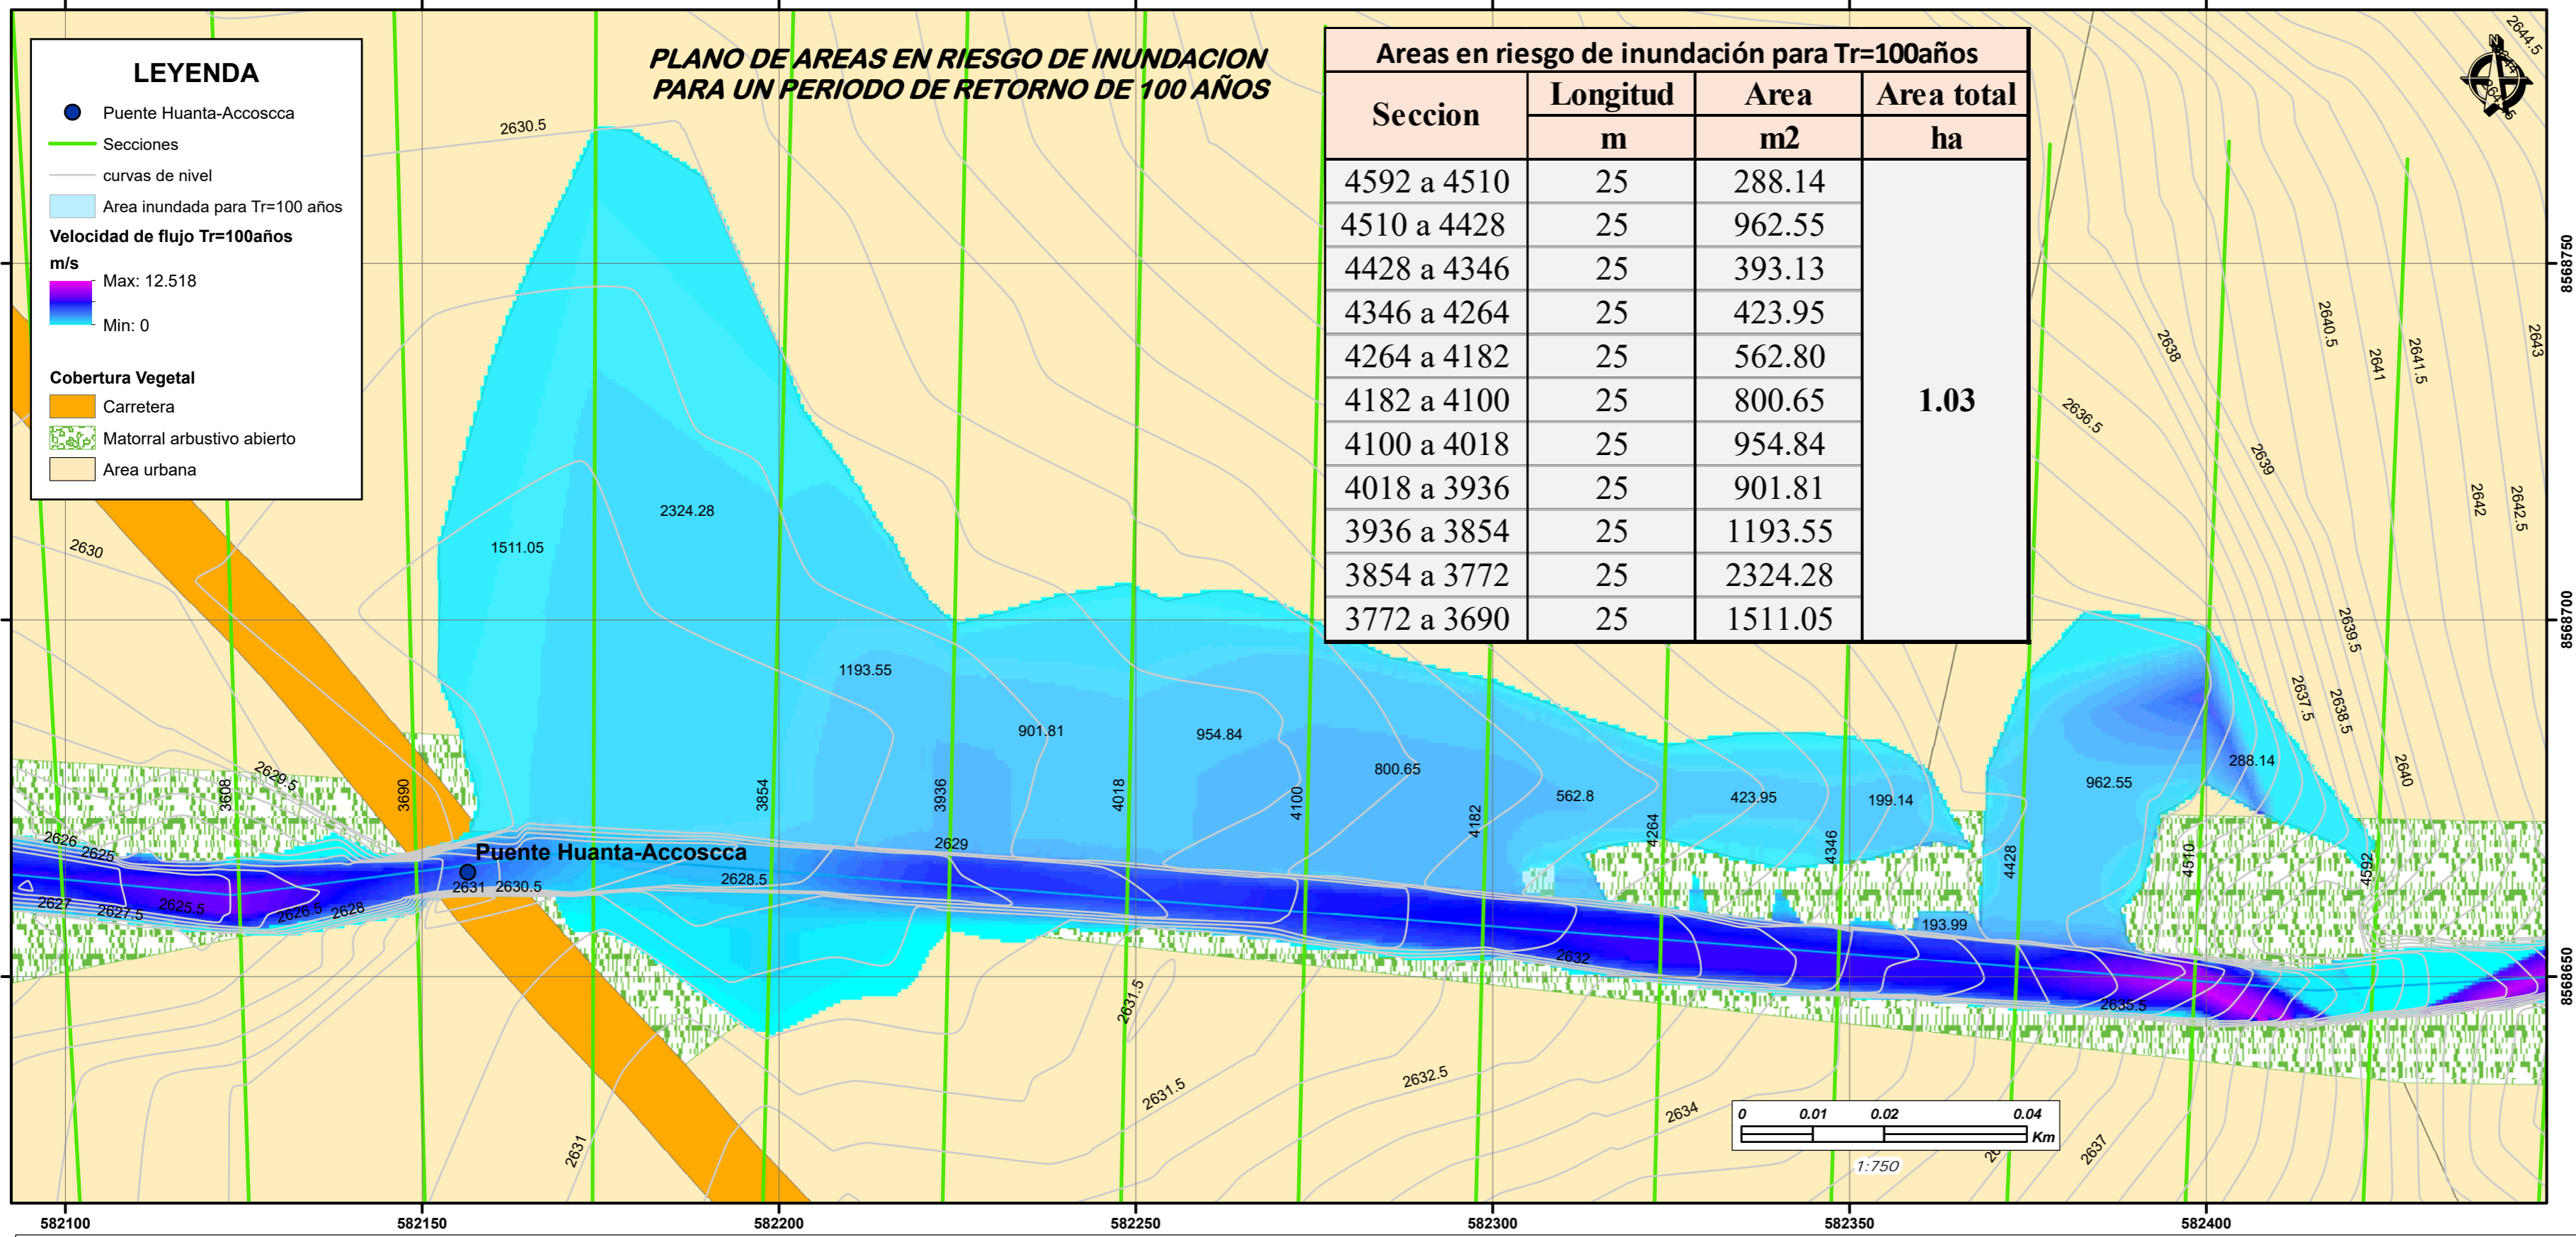 PLANO DE AREAS EN RIESGO DE INUNDACION
PARA UN PERIODO DE RETORNO DE 100 AÑOS
LEYENDA
Puente Huanta-Accoscca
Secciones
curvas de nivel
Area inundada para Tr=100 años
Velocidad de flujo Tr=100años
m/s
Max: 12.518
Min: 0
Cobertura Vegetal
Carretera
Matorral arbustivo abierto
Area urbana
Areas en riesgo de inundación para Tr=100años
Seccion Longitud Area Area total
m m2 ha
4592 a 4510 25 288.14
4510 a 4428 25 962.55
4428 a 4346 25 393.13
4346 a 4264 25 423.95
4264 a 4182 25 562.80
4182 a 4100 25 800.65 1.03
4100 a 4018 25 954.84
4018 a 3936 25 901.81
3936 a 3854 25 1193.55
3854 a 3772 25 2324.28
3772 a 3690 25 1511.05
2630.5
2644.5
2638
2640.5
2641
2641.5
2643
2636.5
2639
2642
2642.5
2639.5
2637.5
2638.5
2640
2630
2629.5
1511.05
2324.28
1193.55
901.81
954.84
800.65
562.8
423.95
199.14
962.55
288.14
193.99
3608
3690
3854
3936
4018
4100
4182
4264
4346
4428
4510
4592
2626
2625
2627
2627.5
2625.5
2626.5
2628
Puente Huanta-Accoscca
2631
2630.5
2628.5
2629
2632
2635.5
2631.5
2631.5
2632.5
2634
2637
2631
0 0.01 0.02 0.04
Km
1:750
582100 582150 582200 582250 582300 582350 582400
8568750
8568700
8568650